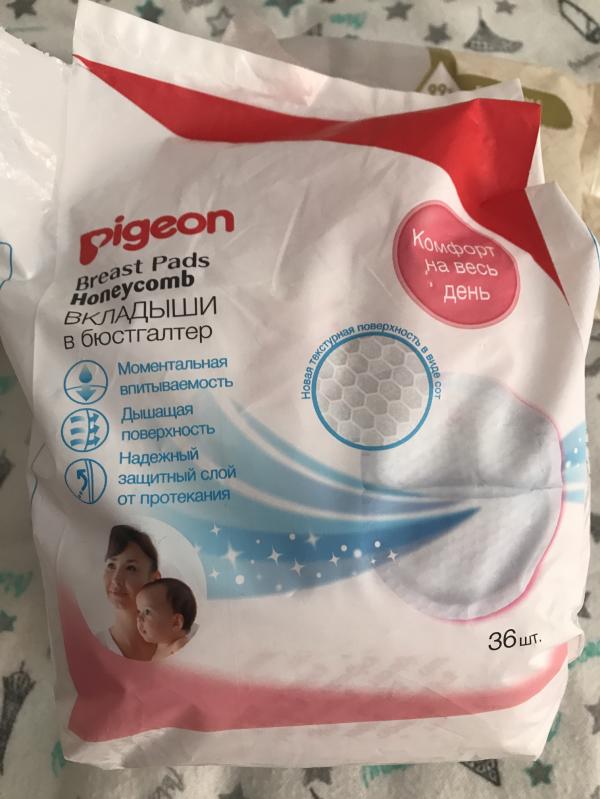 pigeon
Breast Pads
Honeycomb
ВКЛАДЫШИ
в бюстгалтер
Моментальная
впитываемость
Дышащая
поверхность
Надежный
защитный слой
от протекания
Комфорт
на весь
день
Новая текстурная поверхность в виде сот
36 шт.
99%